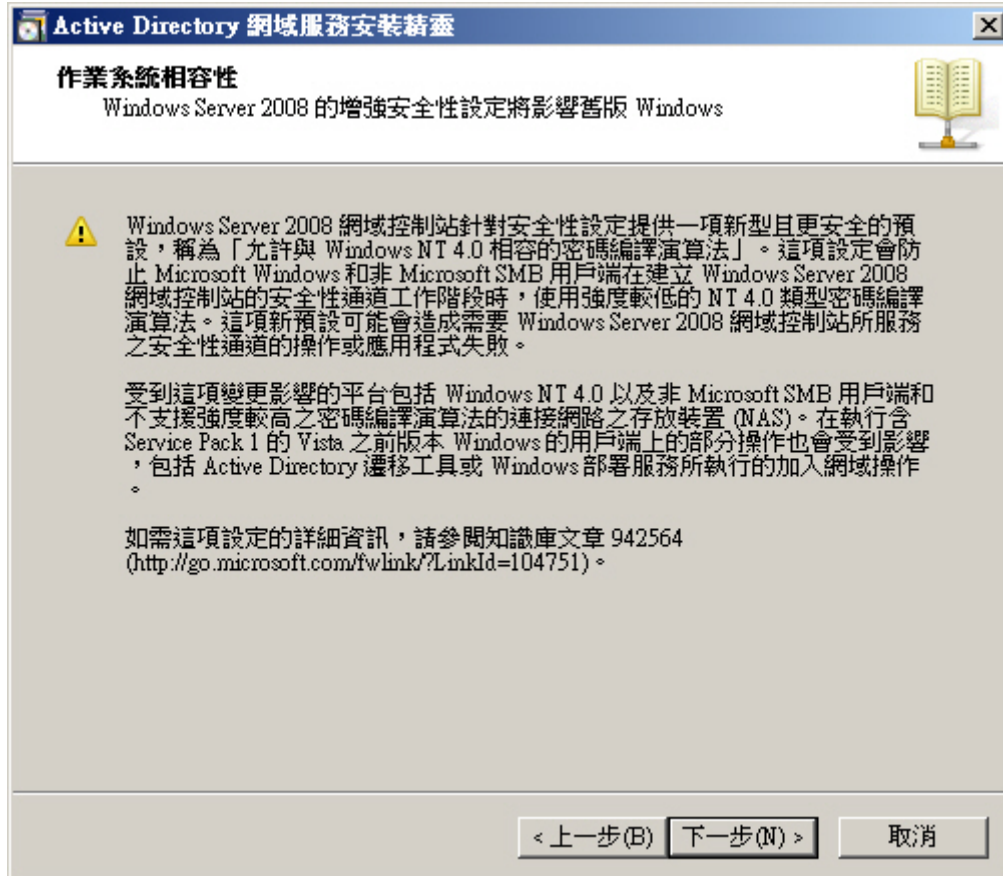 Active Directory 網域服務安裝精靈
作業系統相容性
Windows Server 2008 的增強安全性設定將影響舊版 Windows
Windows Server 2008 網域控制站針對安全性設定提供一項新型且更安全的預
設，稱為「允許與 Windows NT 4.0 相容的密碼編譯演算法」。這項設定會防
止 Microsoft Windows 和非 Microsoft SMB 用戶端在建立 Windows Server 2008
網域控制站的安全性通道工作階段時，使用強度較低的 NT 4.0 類型密碼編譯
演算法。這項新預設可能會造成需要 Windows Server 2008 網域控制站所服務
之安全性通道的操作或應用程式失敗。
受到這項變更影響的平台包括 Windows NT 4.0 以及非 Microsoft SMB 用戶端和
不支援強度較高之密碼編譯演算法的連接網路之存放裝置 (NAS)。在執行含
Service Pack 1 的 Vista 之前版本 Windows 的用戶端上的部分操作也會受到影響
，包括 Active Directory 遷移工具或 Windows 部署服務所執行的加入網域操作
。
如需這項設定的詳細資訊，請參閱知識庫文章 942564
(http://go.microsoft.com/fwlink/?LinkId=104751)。
< 上一步(B) 下一步(N) > 取消